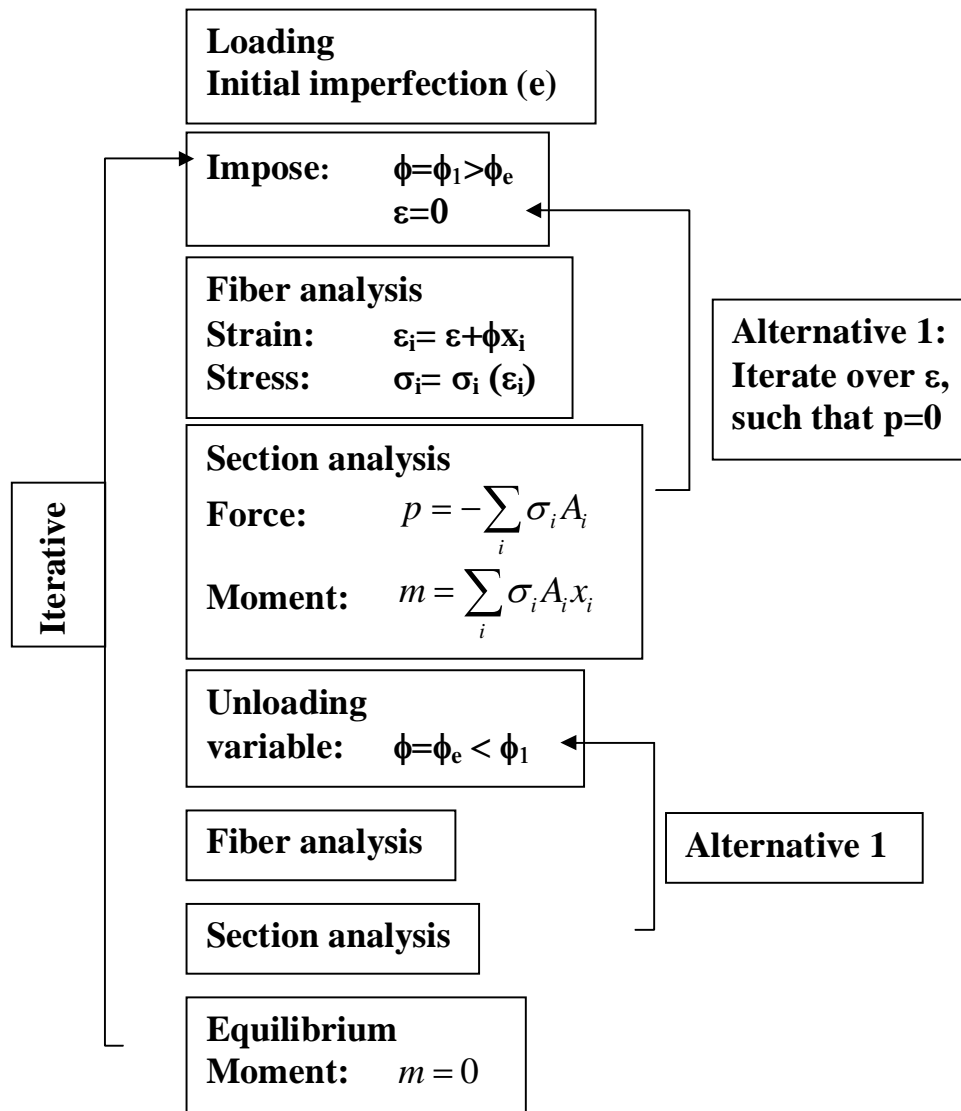 Loading
Initial imperfection (e)
Impose: ϕ=ϕ₁>ϕₑ
ε=0
Fiber analysis
Strain: εᵢ= ε+ϕxᵢ
Stress: σᵢ= σᵢ (εᵢ)
Alternative 1:
Iterate over ε,
such that p=0
Section analysis
Force: p = −∑ᵢ σᵢAᵢ
Moment: m = ∑ᵢ σᵢAᵢxᵢ
Iterative
Unloading
variable: ϕ=ϕₑ < ϕ₁
Fiber analysis
Alternative 1
Section analysis
Equilibrium
Moment: m = 0